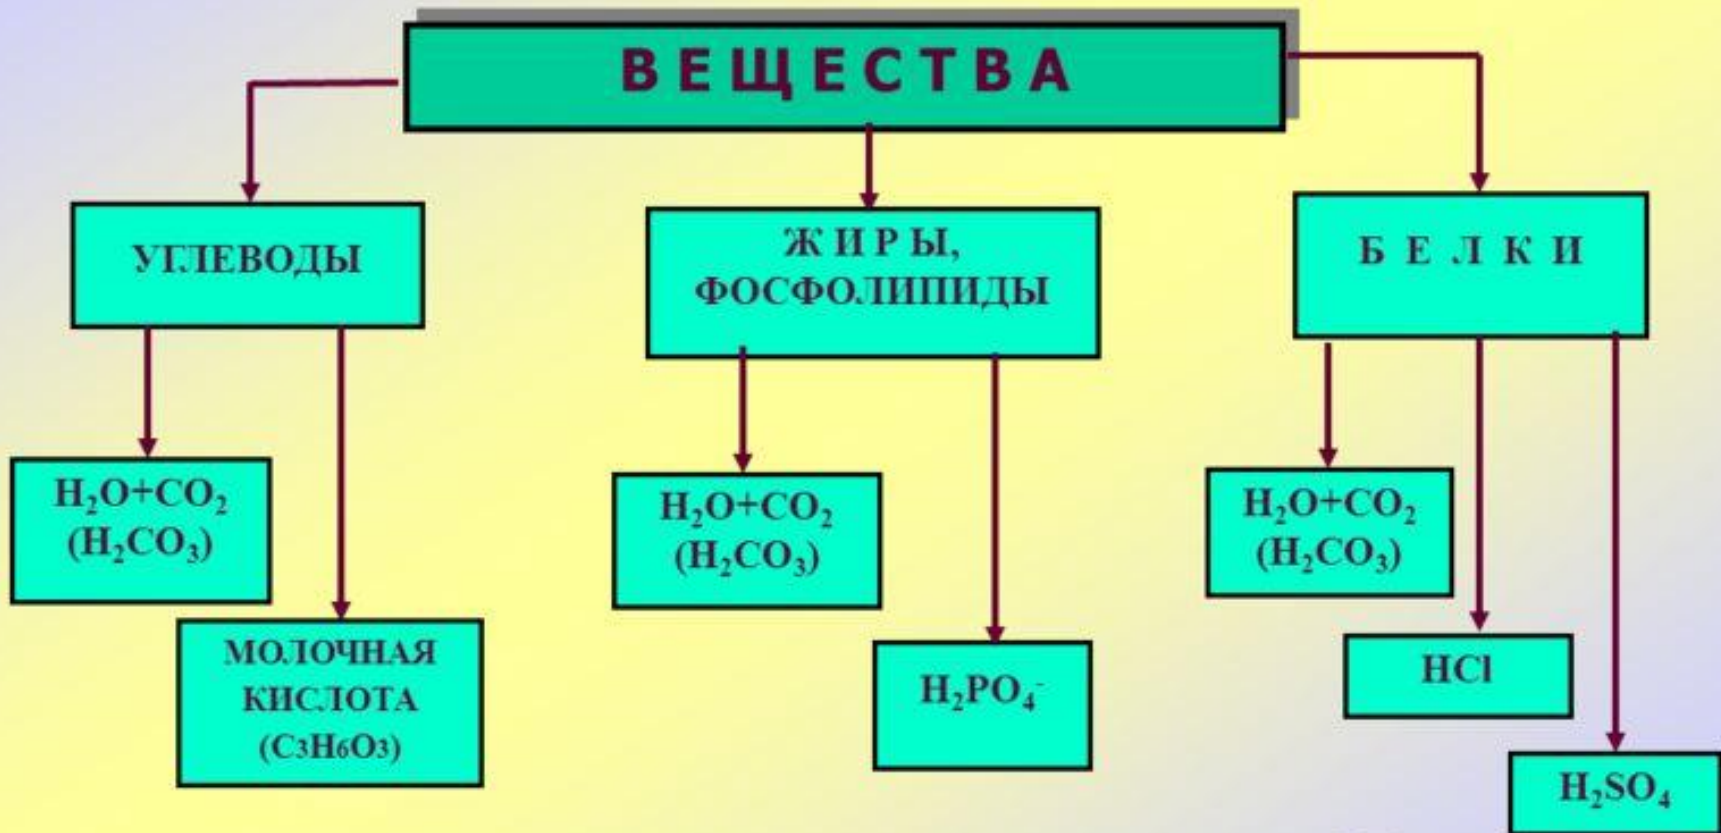 ВЕЩЕСТВА
УГЛЕВОДЫ
ЖИРЫ,
ФОСФОЛИПИДЫ
БЕЛКИ
H₂O+CO₂
(H₂CO₃)
H₂O+CO₂
(H₂CO₃)
H₂O+CO₂
(H₂CO₃)
МОЛОЧНАЯ
КИСЛОТА
(C3H6O3)
H₂PO₄⁻
HCl
H₂SO₄